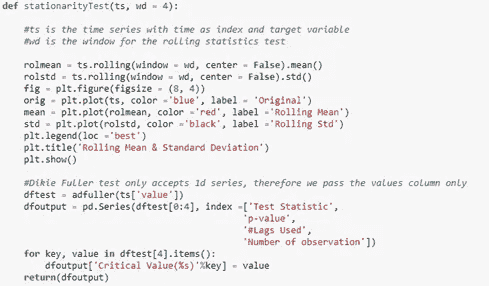 def stationarityTest(ts, wd = 4):
#ts is the time series with time as index and target variable
#wd is the window for the rolling statistics test
rolmean = ts.rolling(window = wd, center = False).mean()
rolstd = ts.rolling(window = wd, center = False).std()
fig = plt.figure(figsize = (8, 4))
orig = plt.plot(ts, color ='blue', label = 'Original')
mean = plt.plot(rolmean, color ='red', label ='Rolling Mean')
std = plt.plot(rolstd, color ='black', label ='Rolling Std')
plt.legend(loc ='best')
plt.title('Rolling Mean & Standard Deviation')
plt.show()
#Dikie Fuller test only accepts 1d series, therefore we pass the values column only
dftest = adfuller(ts['value'])
dfoutput = pd.Series(dftest[0:4], index =['Test Statistic',
'p-value',
'#Lags Used',
'Number of observation'])
for key, value in dftest[4].items():
dfoutput['Critical Value(%s)'%key] = value
return(dfoutput)